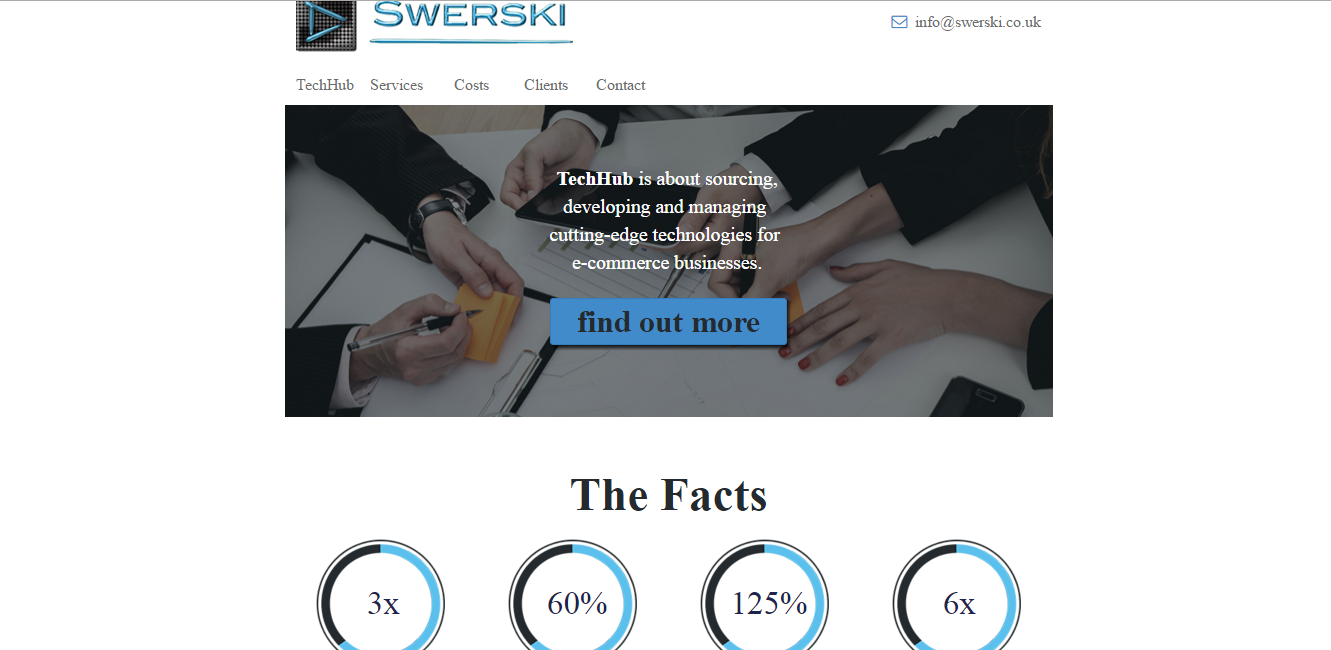 SWERSKI
info@swerski.co.uk
TechHub Services Costs Clients Contact
TechHub is about sourcing,
developing and managing
cutting-edge technologies for
e-commerce businesses.
find out more
The Facts
3x 60% 125% 6x